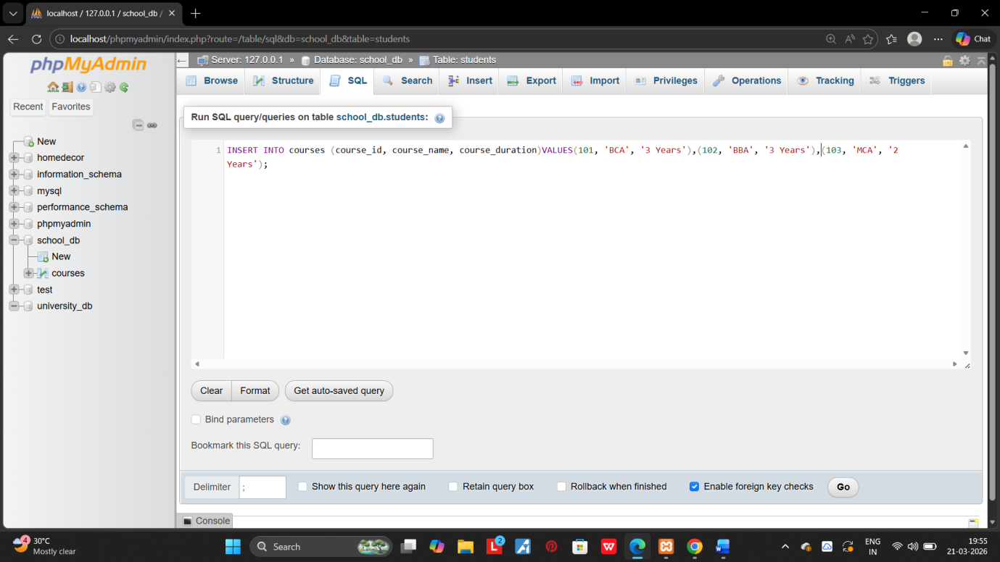 localhost / 127.0.0.1 / school_db /
localhost/phpmyadmin/index.php?route=/table/sql&db=school_db&table=students
Chat
phpMyAdmin
Recent
Favorites
New
homedecor
information_schema
mysql
performance_schema
phpmyadmin
school_db
New
courses
test
university_db
Server: 127.0.0.1 » Database: school_db » Table: students
Browse
Structure
SQL
Search
Insert
Export
Import
Privileges
Operations
Tracking
Triggers
Run SQL query/queries on table school_db.students:
1 INSERT INTO courses (course_id, course_name, course_duration)VALUES(101, 'BCA', '3 Years'),(102, 'BBA', '3 Years'),(103, 'MCA', '2
Years');
Clear
Format
Get auto-saved query
Bind parameters
Bookmark this SQL query:
Delimiter
;
Show this query here again
Retain query box
Rollback when finished
Enable foreign key checks
Go
Console
4
30°C
Mostly clear
Search
L
2
W
W
ENG
IN
19:55
21-03-2026